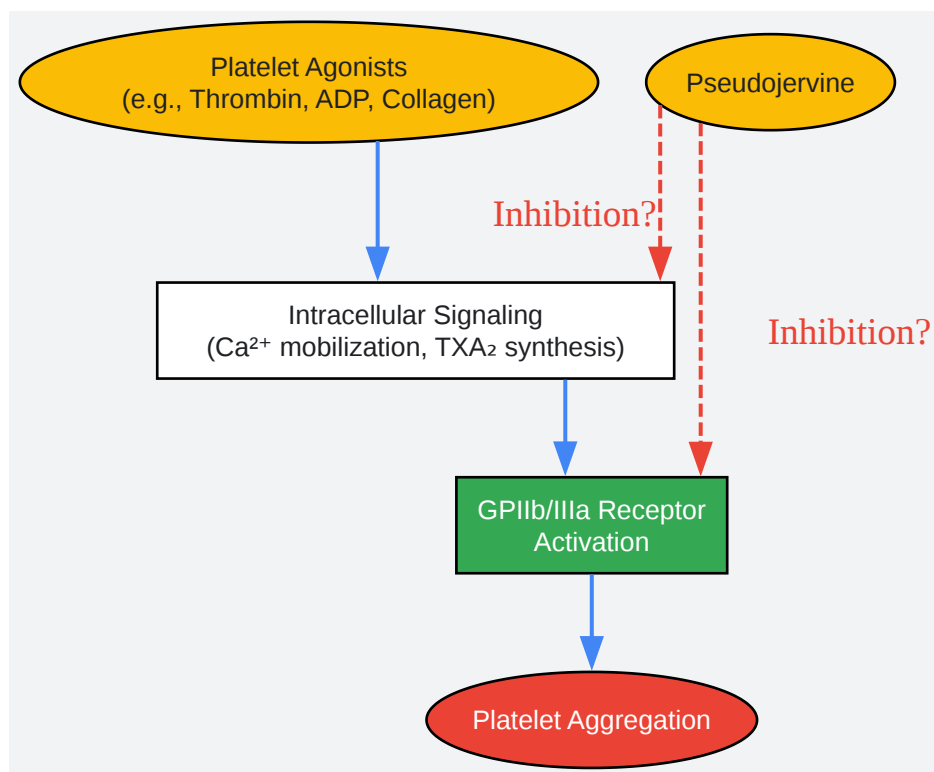 Platelet Agonists
(e.g., Thrombin, ADP, Collagen)
Pseudojervine
Inhibition?
Intracellular Signaling
(Ca²⁺ mobilization, TXA₂ synthesis)
Inhibition?
GPIIb/IIIa Receptor
Activation
Platelet Aggregation